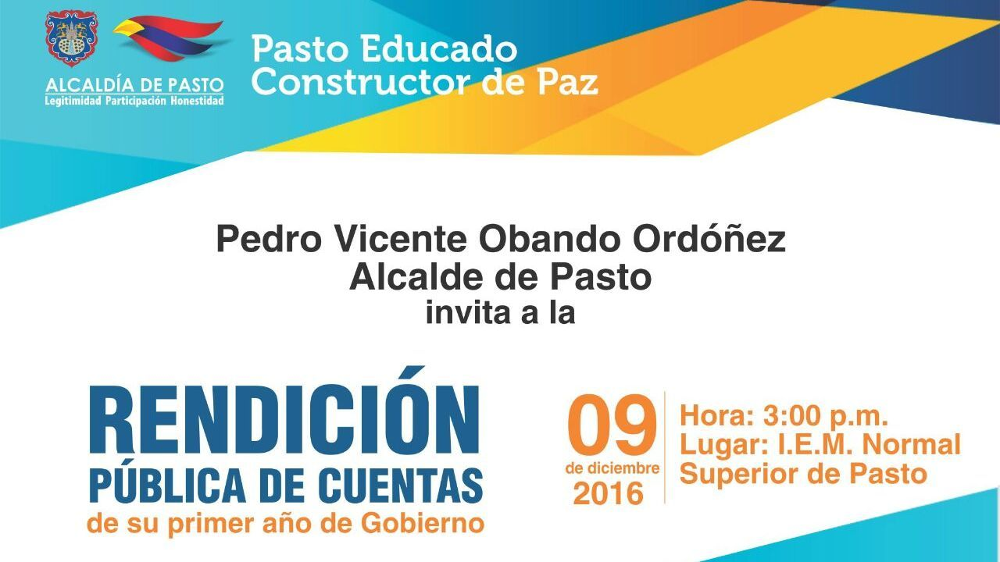 ALCALDÍA DE PASTO
Legitimidad Participación Honestidad
Pasto Educado
Constructor de Paz
Pedro Vicente Obando Ordóñez
Alcalde de Pasto
invita a la
RENDICIÓN
PÚBLICA DE CUENTAS
de su primer año de Gobierno
09
de diciembre
2016
Hora: 3:00 p.m.
Lugar: I.E.M. Normal
Superior de Pasto